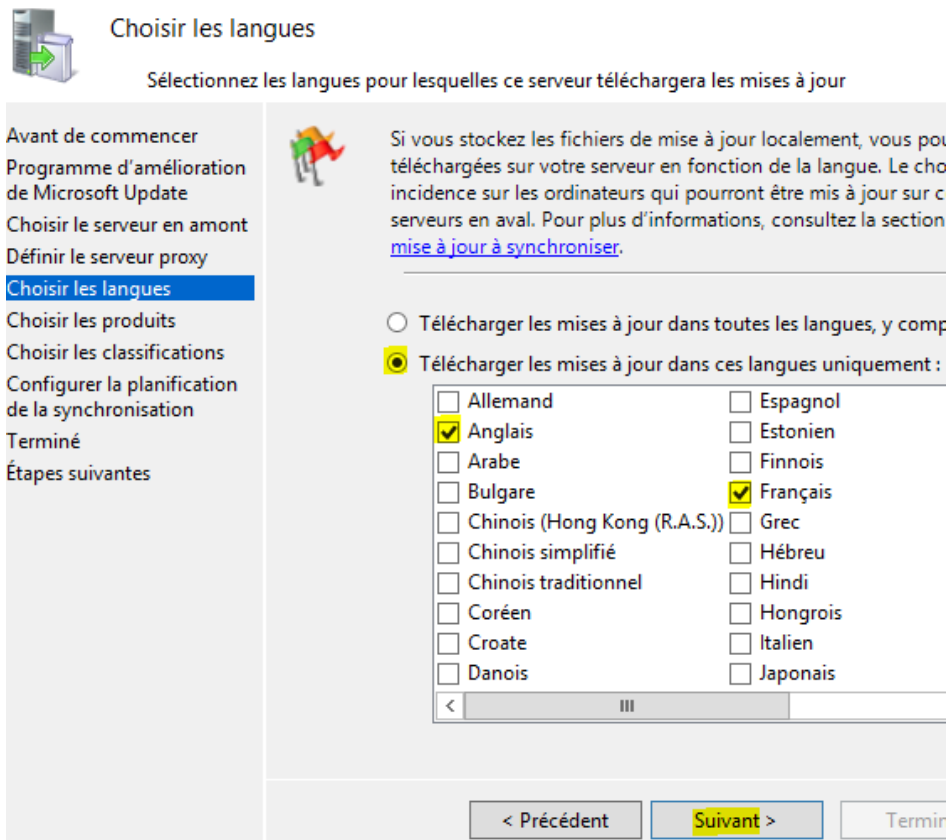 Choisir les langues
Sélectionnez les langues pour lesquelles ce serveur téléchargera les mises à jour
Avant de commencer
Programme d'amélioration
de Microsoft Update
Choisir le serveur en amont
Définir le serveur proxy
Choisir les langues
Choisir les produits
Choisir les classifications
Configurer la planification
de la synchronisation
Terminé
Étapes suivantes
Si vous stockez les fichiers de mise à jour localement, vous pou
téléchargées sur votre serveur en fonction de la langue. Le cho
incidence sur les ordinateurs qui pourront être mis à jour sur c
serveurs en aval. Pour plus d'informations, consultez la section
mise à jour à synchroniser.
Télécharger les mises à jour dans toutes les langues, y comp
Télécharger les mises à jour dans ces langues uniquement :
Allemand
Anglais
Arabe
Bulgare
Chinois (Hong Kong (R.A.S.))
Chinois simplifié
Chinois traditionnel
Coréen
Croate
Danois
Espagnol
Estonien
Finnois
Français
Grec
Hébreu
Hindi
Hongrois
Italien
Japonais
< Précédent
Suivant >
Termin